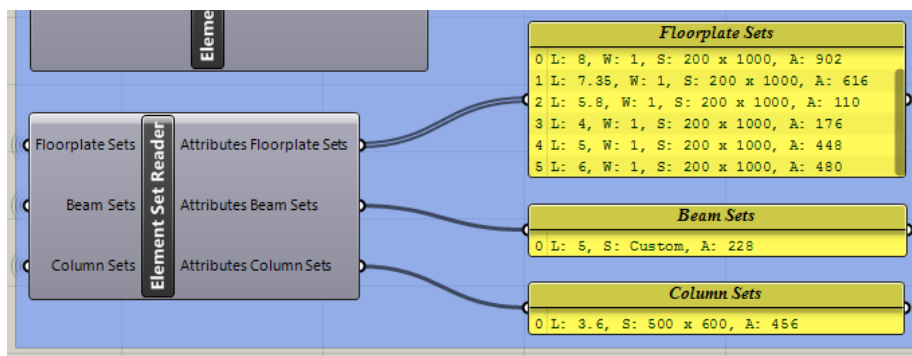 Element
Floorplate Sets
Beam Sets
Column Sets
Element Set Reader
Attributes Floorplate Sets
Attributes Beam Sets
Attributes Column Sets
Floorplate Sets
0 L: 8, W: 1, S: 200 x 1000, A: 902
1 L: 7.35, W: 1, S: 200 x 1000, A: 616
2 L: 5.8, W: 1, S: 200 x 1000, A: 110
3 L: 4, W: 1, S: 200 x 1000, A: 176
4 L: 5, W: 1, S: 200 x 1000, A: 448
5 L: 6, W: 1, S: 200 x 1000, A: 480
Beam Sets
0 L: 5, S: Custom, A: 228
Column Sets
0 L: 3.6, S: 500 x 600, A: 456